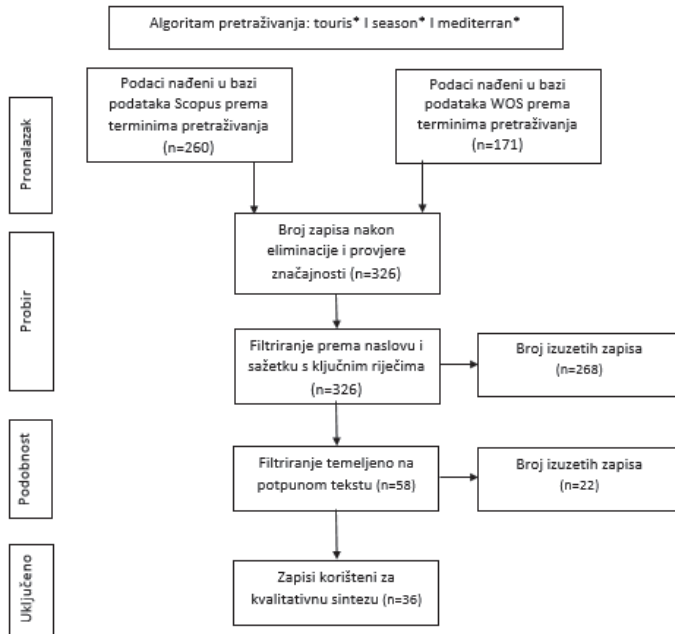 Algoritam pretraživanja: touris* I season* I mediterran*
Pronalazak
Podaci nađeni u bazi
podataka Scopus prema
terminima pretraživanja
(n=260)
Podaci nađeni u bazi
podataka WOS prema
terminima pretraživanja
(n=171)
Probir
Broj zapisa nakon
eliminacije i provjere
značajnosti (n=326)
Filtriranje prema naslovu i
sažetku s ključnim riječima
(n=326)
Broj izuzetih zapisa
(n=268)
Podobnost
Filtriranje temeljeno na
potpunom tekstu (n=58)
Broj izuzetih zapisa
(n=22)
Uključeno
Zapisi korišteni za
kvalitativnu sintezu (n=36)